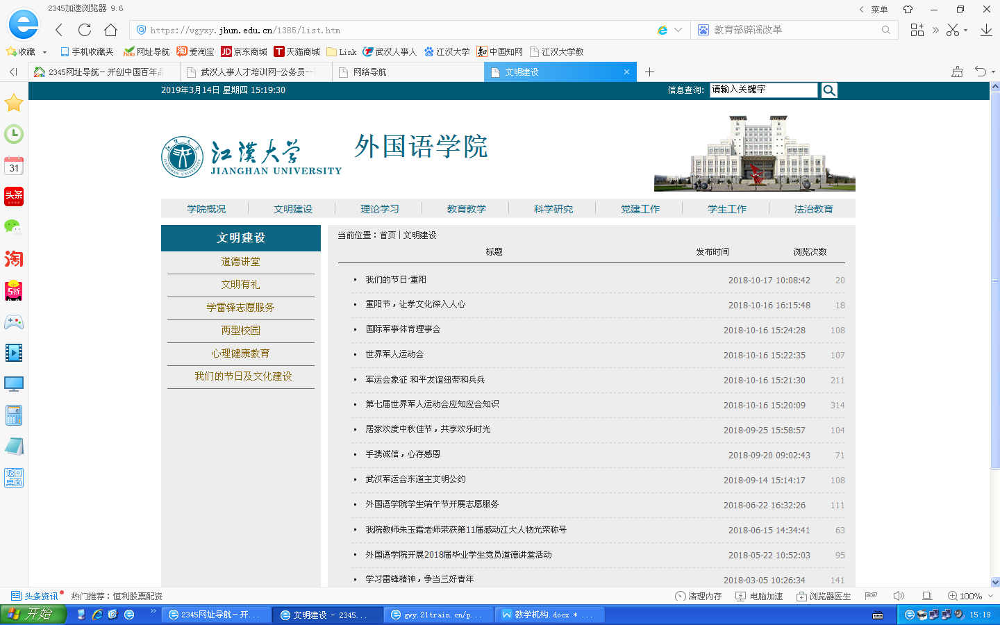 2345加速浏览器 9.6
菜单
https://wgyxy.jhun.edu.cn/1385/list.htm
教育部辟谣改革
收藏 手机收藏夹 网址导航 爱淘宝 京东商城 天猫商城 Link 武汉人事人 江汉大学 中国知网 江汉大学教
2345网址导航－开创中国百年品
武汉人事人才培训网-公务员--
网络导航
文明建设
2019年3月14日 星期四 15:19:30
信息查询:
请输入关键字
31
头条
淘
5折
返回
桌面
江漢大学
JIANGHAN UNIVERSITY
外国语学院
学院概况 文明建设 理论学习 教育教学 科学研究 党建工作 学生工作 法治教育
文明建设
道德讲堂
文明有礼
学雷锋志愿服务
两型校园
心理健康教育
我们的节日及文化建设
当前位置：首页 | 文明建设
标题 发布时间 浏览次数
我们的节日·重阳 2018-10-17 10:08:42 20
重阳节，让孝文化深入人心 2018-10-16 16:15:48 18
国际军事体育理事会 2018-10-16 15:24:28 108
世界军人运动会 2018-10-16 15:22:35 107
军运会象征 和平友谊纽带和兵兵 2018-10-16 15:21:30 211
第七届世界军人运动会应知应会知识 2018-10-16 15:20:09 314
居家欢度中秋佳节，共享欢乐时光 2018-09-25 15:58:57 104
手携诚信，心存感恩 2018-09-20 09:02:43 71
武汉军运会东道主文明公约 2018-09-14 15:14:17 108
外国语学院学生端午节开展志愿服务 2018-06-22 16:32:26 111
我院教师朱玉霜老师荣获第11届感动江大人物光荣称号 2018-06-15 14:34:41 63
外国语学院开展2018届毕业学生党员道德讲堂活动 2018-05-22 10:52:03 95
学习雷锋精神，争当三好青年 2018-03-05 10:26:34 141
头条资讯 热门推荐：恒利股票配资
清理内存 电脑加速 浏览器医生 100%
开始
2345网址导航－开...
文明建设 - 2345...
gwy.21train.cn/p...
教学机构.docx * ...
15:19